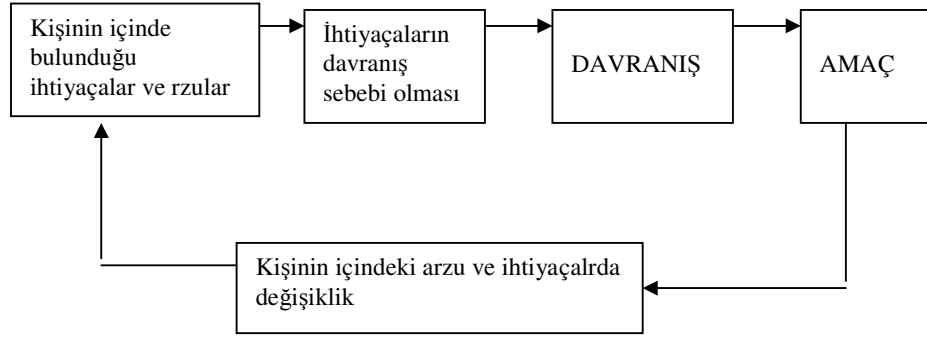 Kişinin içinde
bulunduğu
ihtiyaçalar ve rzular
İhtiyaçaların
davranış
sebebi olması
DAVRANIŞ
AMAÇ
Kişinin içindeki arzu ve ihtiyaçalrda
değişiklik